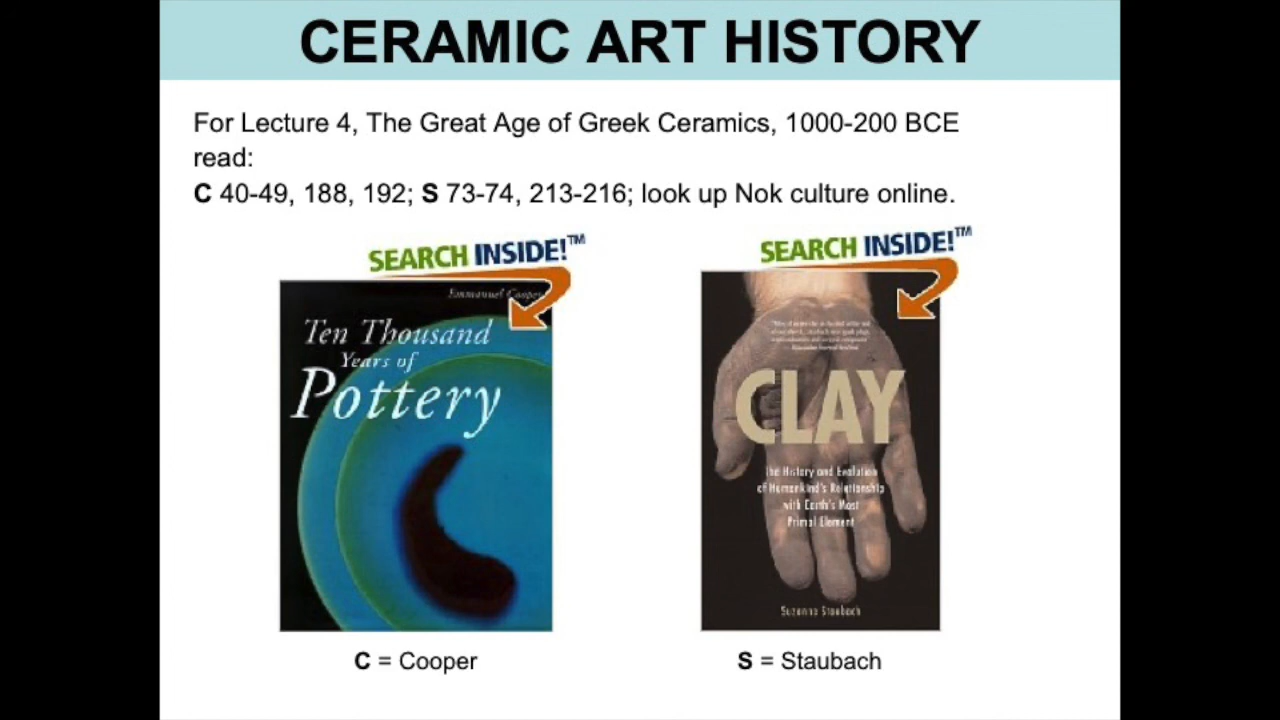 CERAMIC ART HISTORY
For Lecture 4, The Great Age of Greek Ceramics, 1000-200 BCE
read:
C 40-49, 188, 192; S 73-74, 213-216; look up Nok culture online.
SEARCH INSIDE!™
Emmanuel Cooper
Ten Thousand
Years of
Pottery
SEARCH INSIDE!™
CLAY
The History and Evolution
of Humankind's Relationship
with Earth's Most
Primal Element
Suzanne Staubach
C = Cooper
S = Staubach